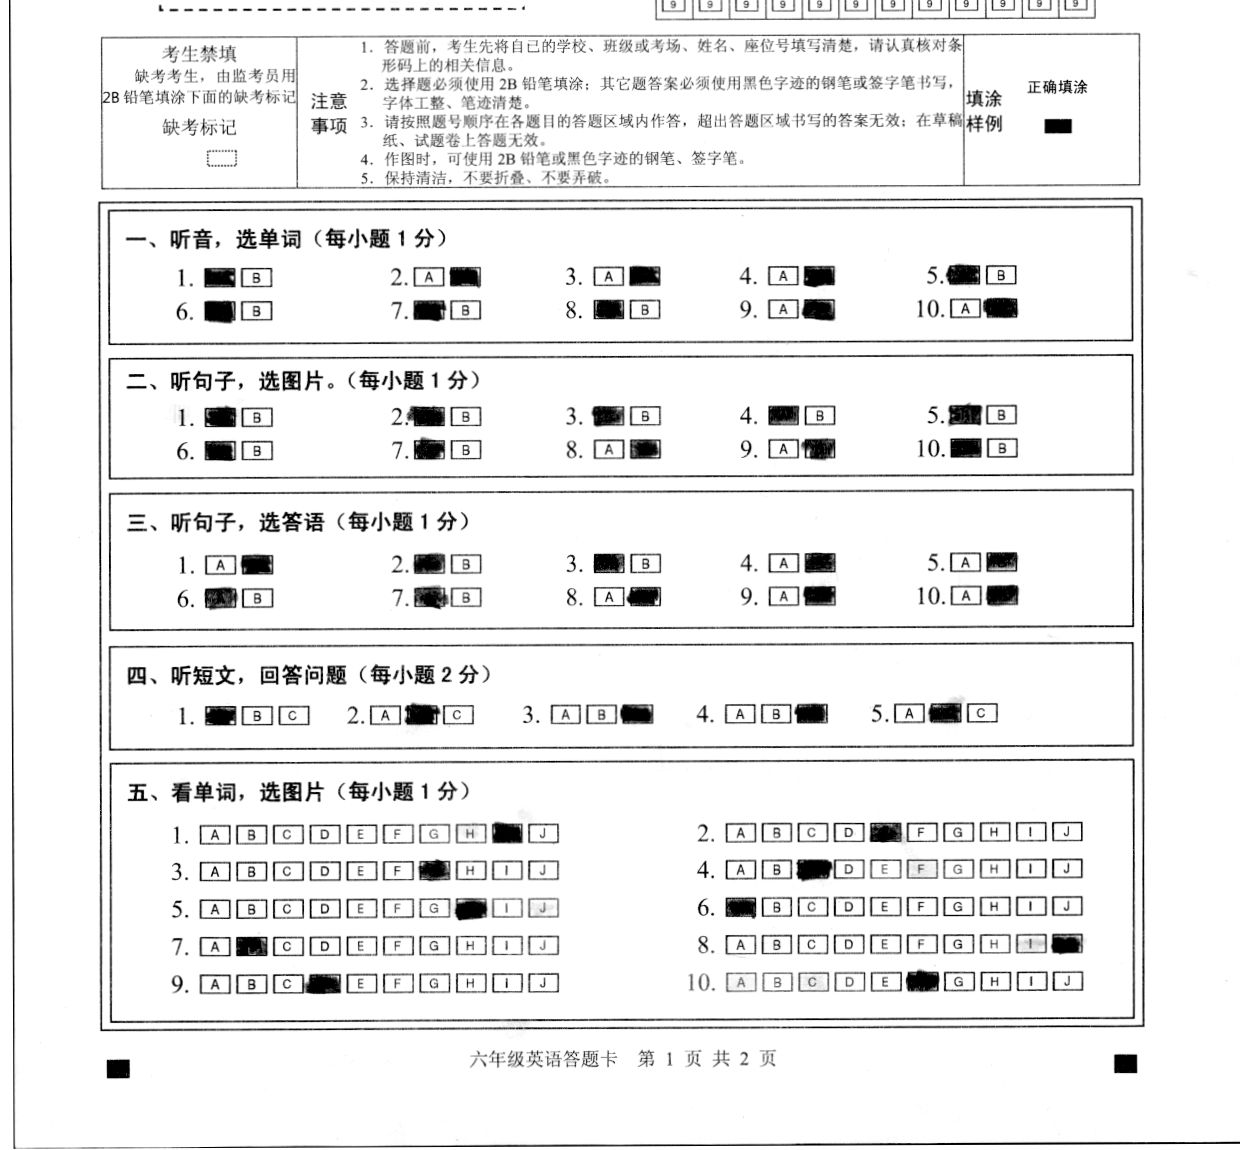 9 9 9 9 9 9 9 9 9 9 9 9
考生禁填
缺考考生，由监考员用
2B 铅笔填涂下面的缺考标记
缺考标记
注意
事项
1. 答题前，考生先将自已的学校、班级或考场、姓名、座位号填写清楚，请认真核对条
形码上的相关信息。
2. 选择题必须使用 2B 铅笔填涂；其它题答案必须使用黑色字迹的钢笔或签字笔书写，
字体工整、笔迹清楚。
3. 请按照题号顺序在各题目的答题区域内作答，超出答题区域书写的答案无效；在草稿
纸、试题卷上答题无效。
4. 作图时，可使用 2B 铅笔或黑色字迹的钢笔、签字笔。
5. 保持清洁，不要折叠、不要弄破。
填涂
样例
正确填涂
一、听音，选单词（每小题 1 分）
1. B 2. A 3. A 4. A 5. B
6. B 7. B 8. B 9. A 10. A
二、听句子，选图片。（每小题 1 分）
1. B 2. B 3. B 4. B 5. B
6. B 7. B 8. A 9. A 10. B
三、听句子，选答语（每小题 1 分）
1. A 2. B 3. B 4. A 5. A
6. A B 7. B 8. A 9. A 10. A
四、听短文，回答问题（每小题 2 分）
1. B C 2. A C 3. A B 4. A B 5. A C
五、看单词，选图片（每小题 1 分）
1. A B C D E F G H J 2. A B C D F G H I J
3. A B C D E F H I J 4. A B D E F G H I J
5. A B C D E F G I J 6. B C D E F G H I J
7. A C D E F G H I J 8. A B C D E F G H I
9. A B C E F G H I J 10. A B C D E G H I J
六年级英语答题卡 第 1 页 共 2 页